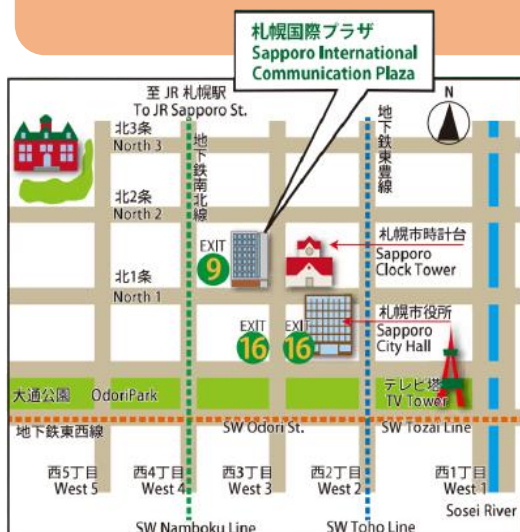 札幌国際プラザ
Sapporo International
Communication Plaza
至 JR 札幌駅
To JR Sapporo St.
N
北3条
North 3
地下鉄南北線
地下鉄東豊線
北2条
North 2
札幌市時計台
Sapporo
Clock Tower
EXIT
9
北1条
North 1
札幌市役所
Sapporo
City Hall
EXIT
16
EXIT
16
大通公園 OdoriPark
テレビ塔
TV Tower
地下鉄東西線
SW Odori St.
SW Tozai Line
西5丁目
West 5
西4丁目
West 4
西3丁目
West 3
西2丁目
West 2
西1丁目
West 1
Sosei River
SW Namboku Line
SW Toho Line